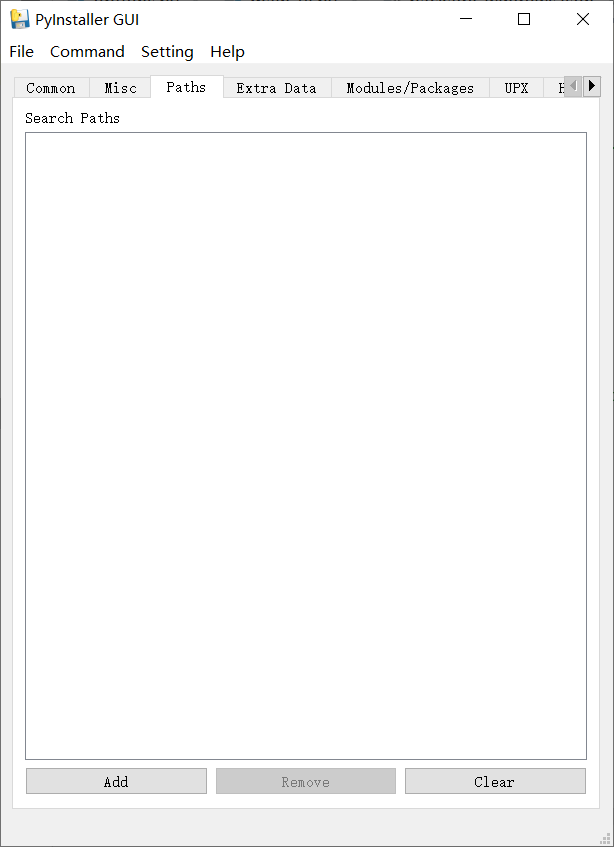 PyInstaller GUI
File Command Setting Help
Common Misc Paths Extra Data Modules/Packages UPX
Search Paths
Add Remove Clear